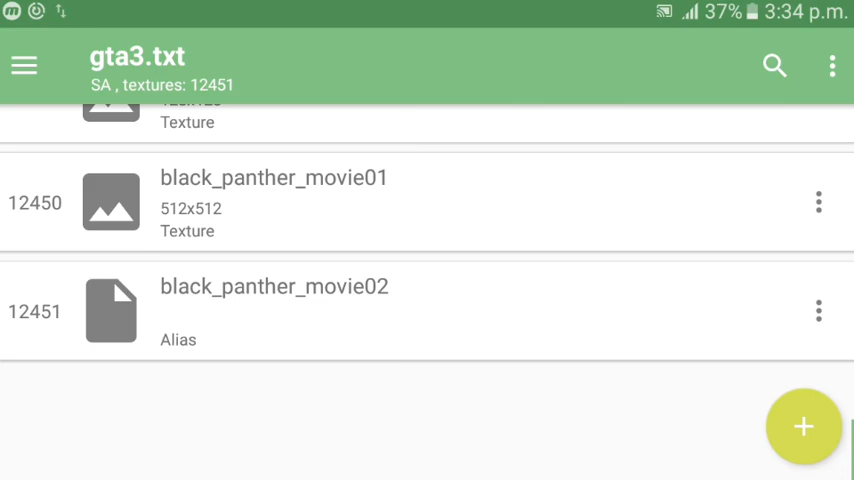 37% 3:34 p.m.
gta3.txt
SA , textures: 12451
Texture
black_panther_movie01
12450
512x512
Texture
black_panther_movie02
12451
Alias